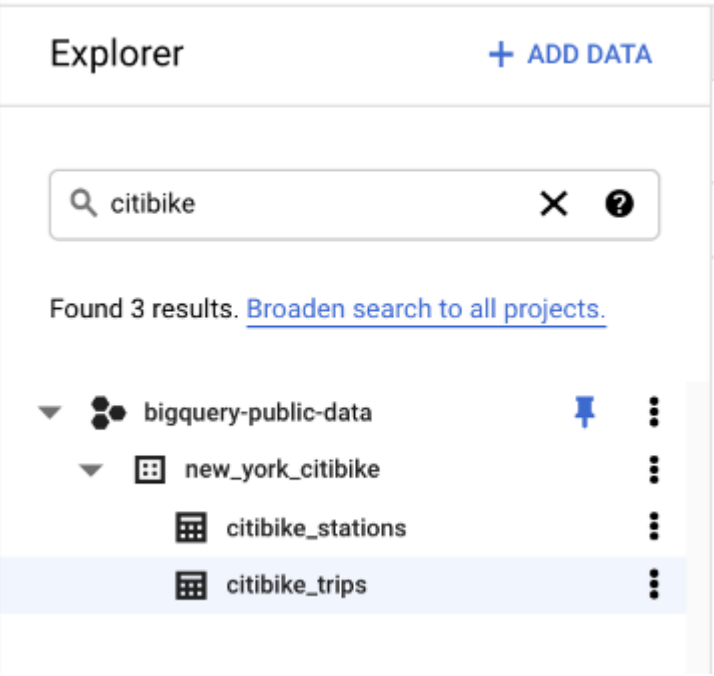 Explorer + ADD DATA
citibike
Found 3 results. Broaden search to all projects.
bigquery-public-data
new_york_citibike
citibike_stations
citibike_trips